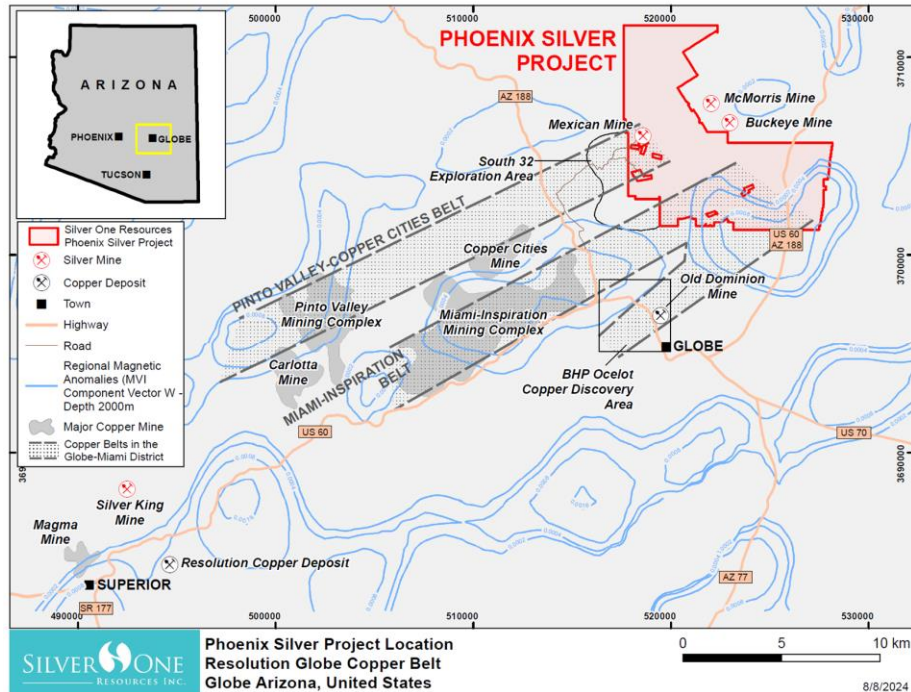 500000
510000
520000
530000
3710000
3700000
3690000
ARIZONA
PHOENIX
GLOBE
TUCSON
PHOENIX SILVER
PROJECT
AZ 188
McMorris Mine
Buckeye Mine
Mexican Mine
South 32
Exploration Area
US 60
AZ 188
PINTO VALLEY-COPPER CITIES BELT
Copper Cities
Mine
Old Dominion
Mine
Pinto Valley
Mining Complex
Miami-Inspiration
Mining Complex
GLOBE
Carlotta
Mine
MIAMI-INSPIRATION
BELT
BHP Ocelot
Copper Discovery
Area
US 60
US 70
Silver One Resources
Phoenix Silver Project
Silver Mine
Copper Deposit
Town
Highway
Road
Regional Magnetic
Anomalies (MVI
Component Vector W -
Depth 2000m
Major Copper Mine
Copper Belts in the
Globe-Miami District
Silver King
Mine
Magma
Mine
Resolution Copper Deposit
SUPERIOR
SR 177
AZ 77
490000
500000
510000
520000
530000
SILVER ONE
RESOURCES INC.
Phoenix Silver Project Location
Resolution Globe Copper Belt
Globe Arizona, United States
0 5 10 km
8/8/2024